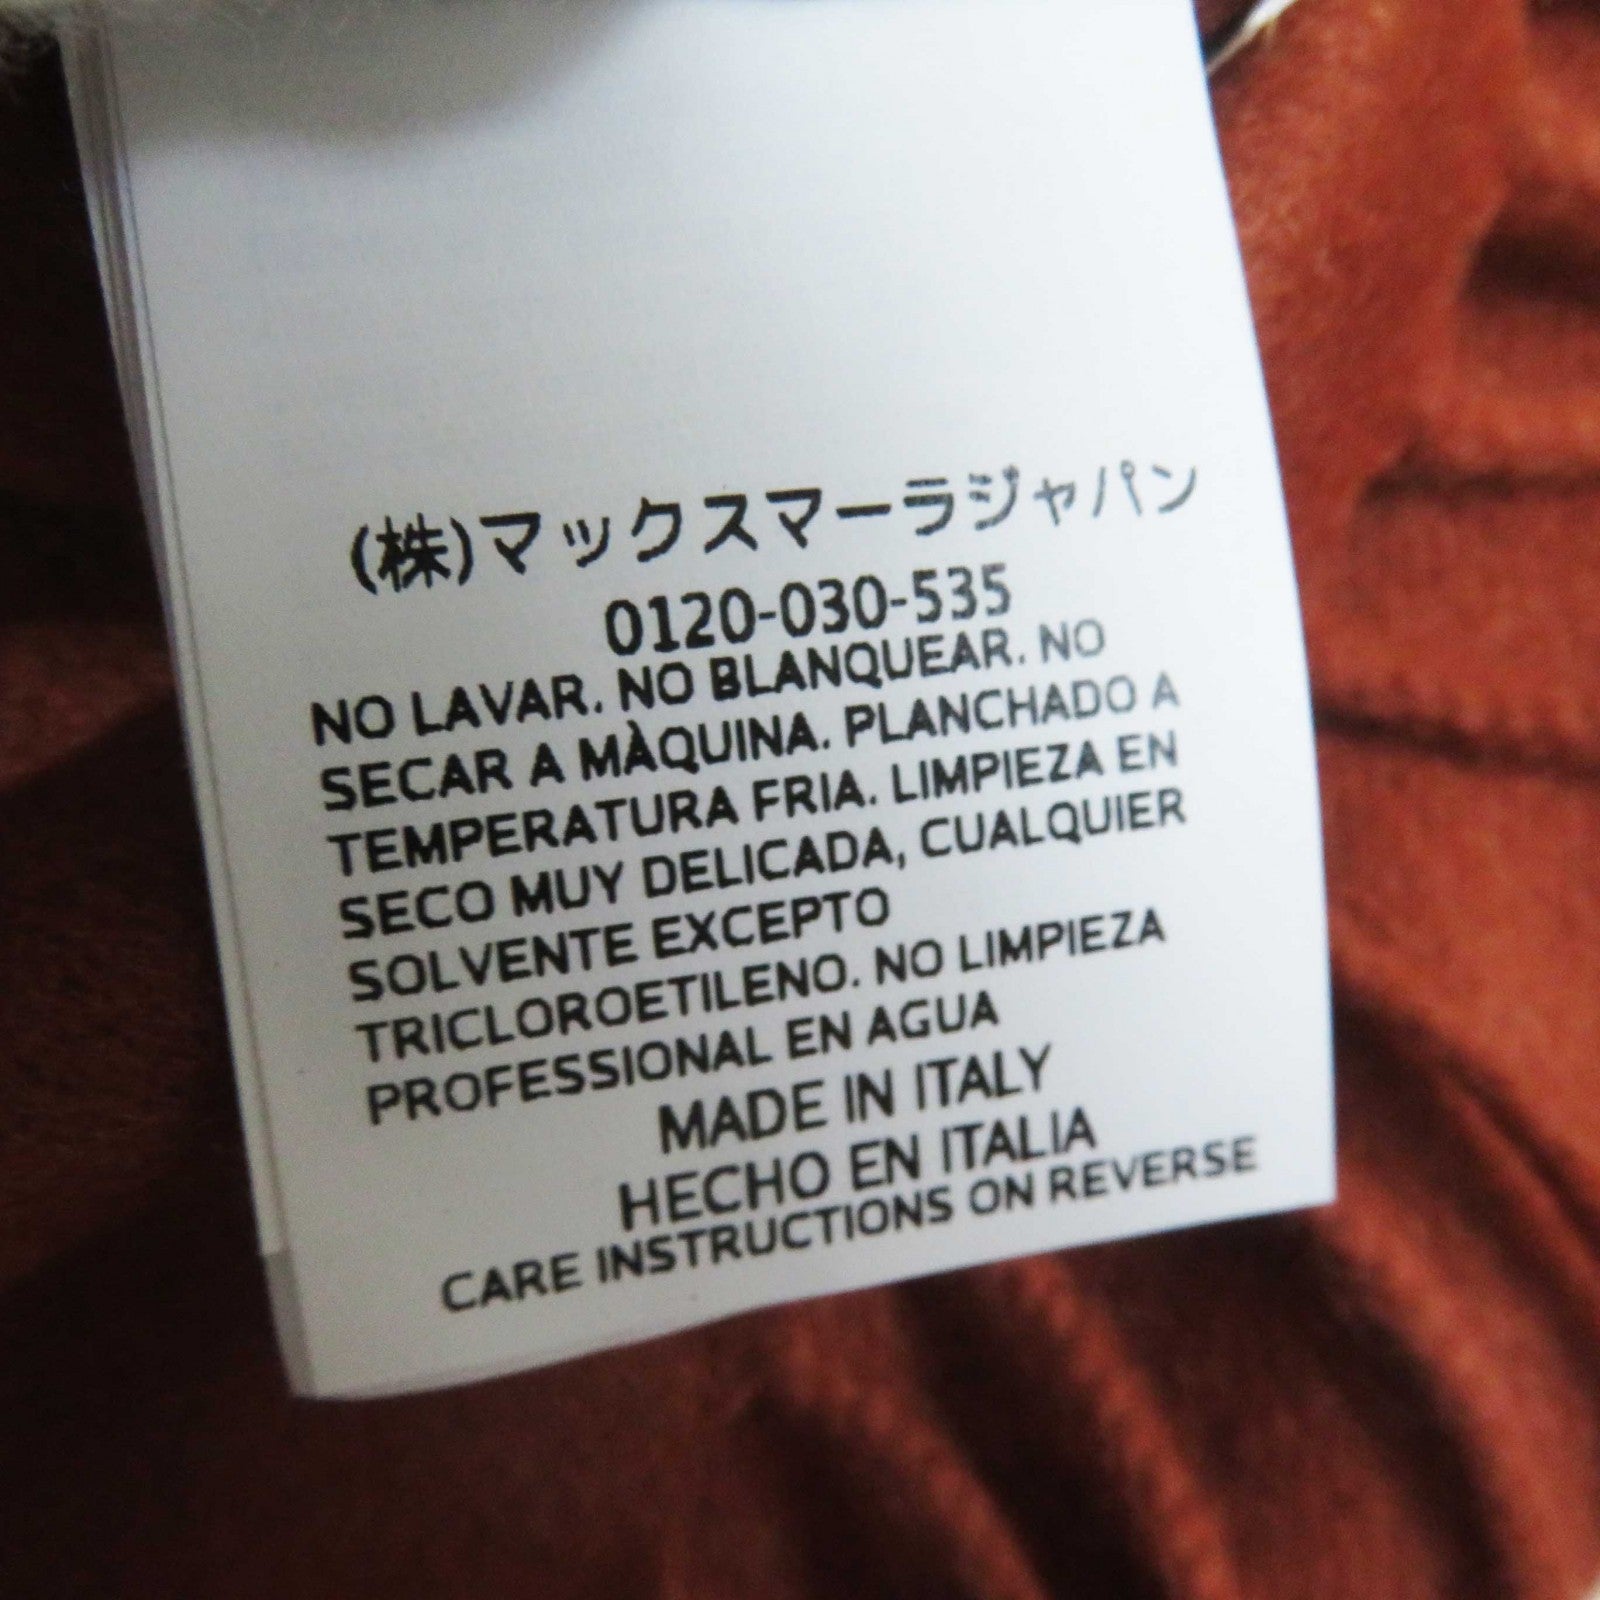 (株)マックスマーラジャパン
0120-030-535
NO LAVAR. NO BLANQUEAR. NO
SECAR A MÀQUINA. PLANCHADO A
TEMPERATURA FRIA. LIMPIEZA EN
SECO MUY DELICADA, CUALQUIER
SOLVENTE EXCEPTO
TRICLOROETILENO. NO LIMPIEZA
PROFESSIONAL EN AGUA
MADE IN ITALY
HECHO EN ITALIA
CARE INSTRUCTIONS ON REVERSE